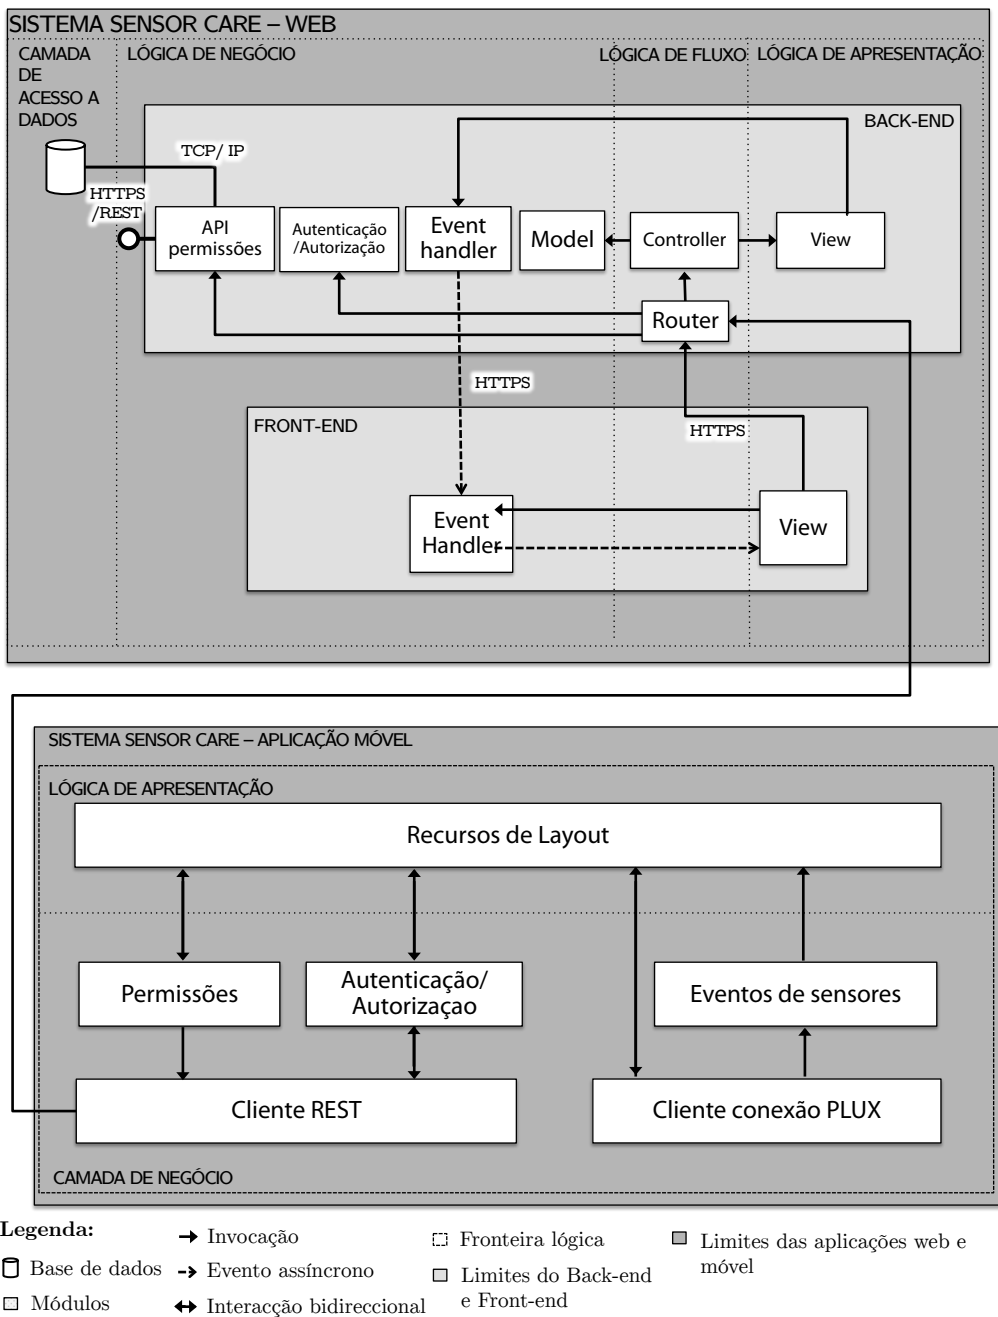 SISTEMA SENSOR CARE – WEB
CAMADA
DE
ACESSO A
DADOS
LÓGICA DE NEGÓCIO
LÓGICA DE FLUXO
LÓGICA DE APRESENTAÇÃO
BACK-END
TCP/ IP
HTTPS
/REST
API
permissões
Autenticação
/Autorização
Event
handler
Model
Controller
View
Router
HTTPS
FRONT-END
HTTPS
Event
Handler
View
SISTEMA SENSOR CARE – APLICAÇÃO MÓVEL
LÓGICA DE APRESENTAÇÃO
Recursos de Layout
Permissões
Autenticação/
Autorizaçao
Eventos de sensores
Cliente REST
Cliente conexão PLUX
CAMADA DE NEGÓCIO
Legenda:
Base de dados
Módulos
Invocação
Evento assíncrono
Interacção bidireccional
Fronteira lógica
Limites do Back-end
e Front-end
Limites das aplicações web e
móvel